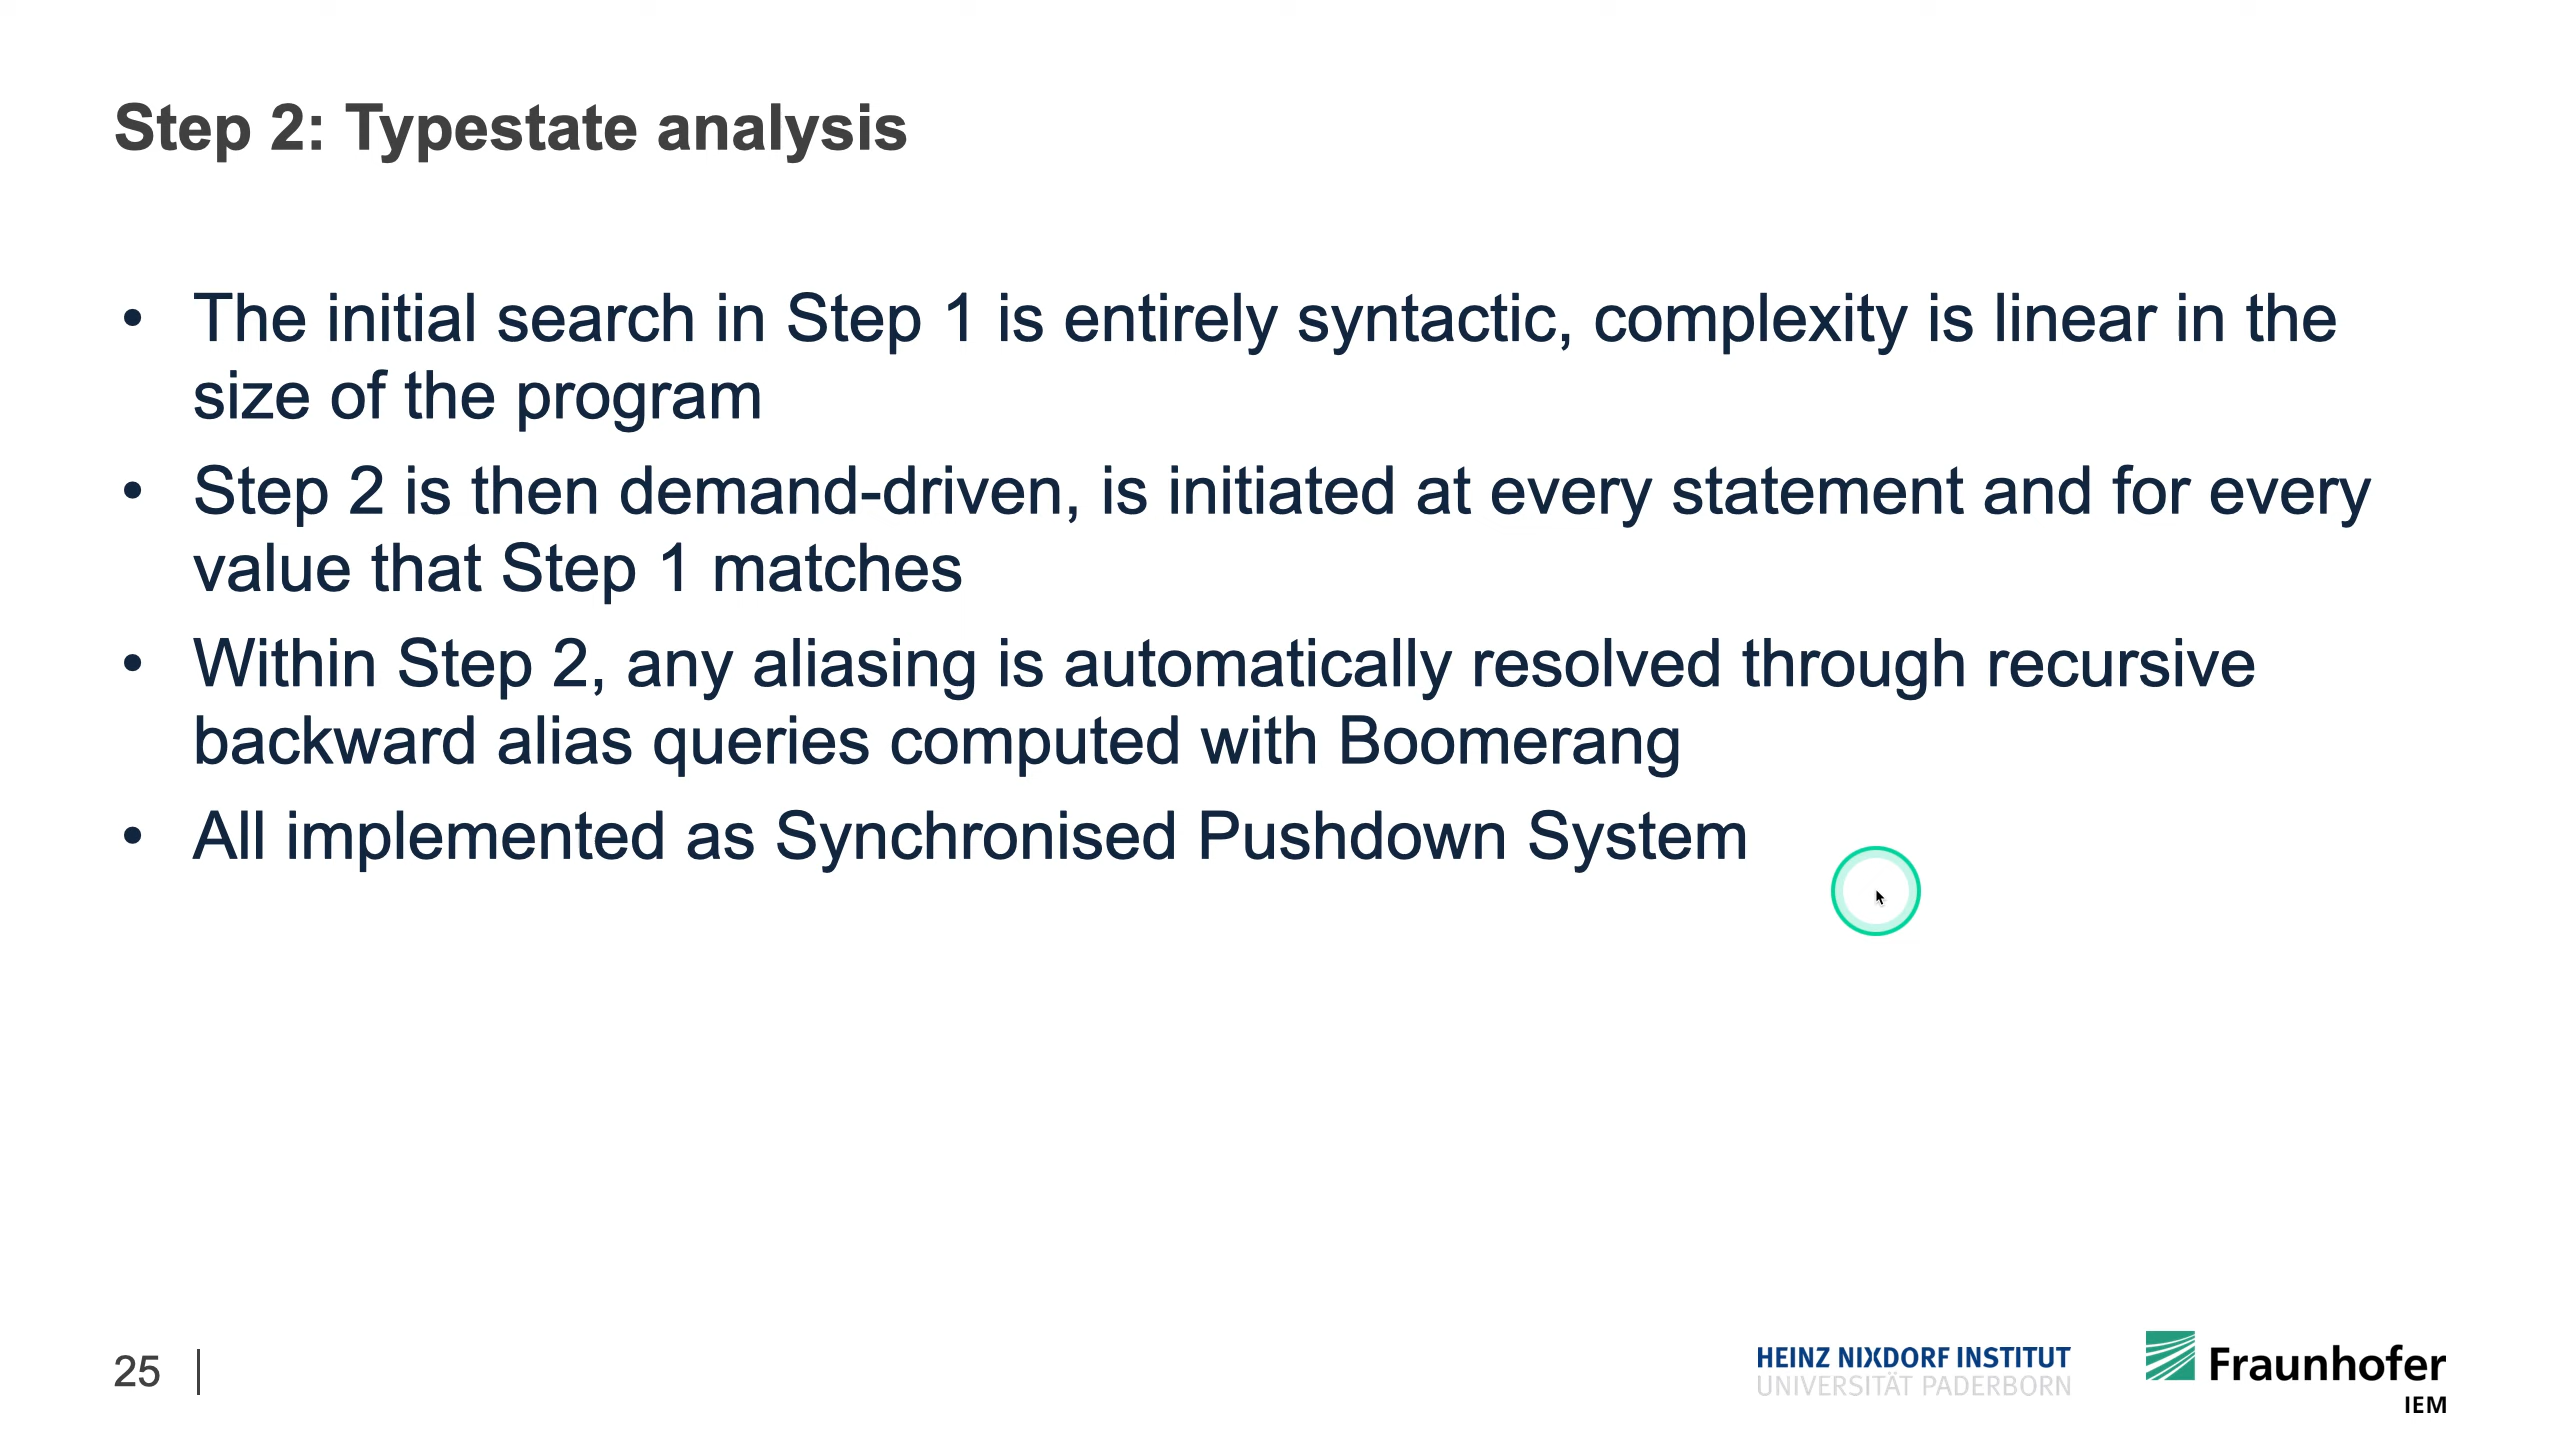 Step 2: Typestate analysis
• The initial search in Step 1 is entirely syntactic, complexity is linear in the
size of the program
• Step 2 is then demand-driven, is initiated at every statement and for every
value that Step 1 matches
• Within Step 2, any aliasing is automatically resolved through recursive
backward alias queries computed with Boomerang
• All implemented as Synchronised Pushdown System
25
HEINZ NIXDORF INSTITUT
UNIVERSITÄT PADERBORN
Fraunhofer
IEM